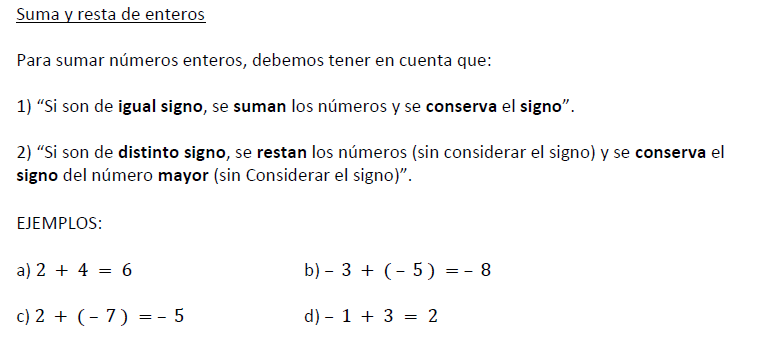 Suma y resta de enteros
Para sumar números enteros, debemos tener en cuenta que:
1) “Si son de igual signo, se suman los números y se conserva el signo”.
2) “Si son de distinto signo, se restan los números (sin considerar el signo) y se conserva el
signo del número mayor (sin Considerar el signo)”.
EJEMPLOS:
a) 2 + 4 = 6 b) – 3 + ( – 5 ) = – 8
c) 2 + ( – 7 ) = – 5 d) – 1 + 3 = 2